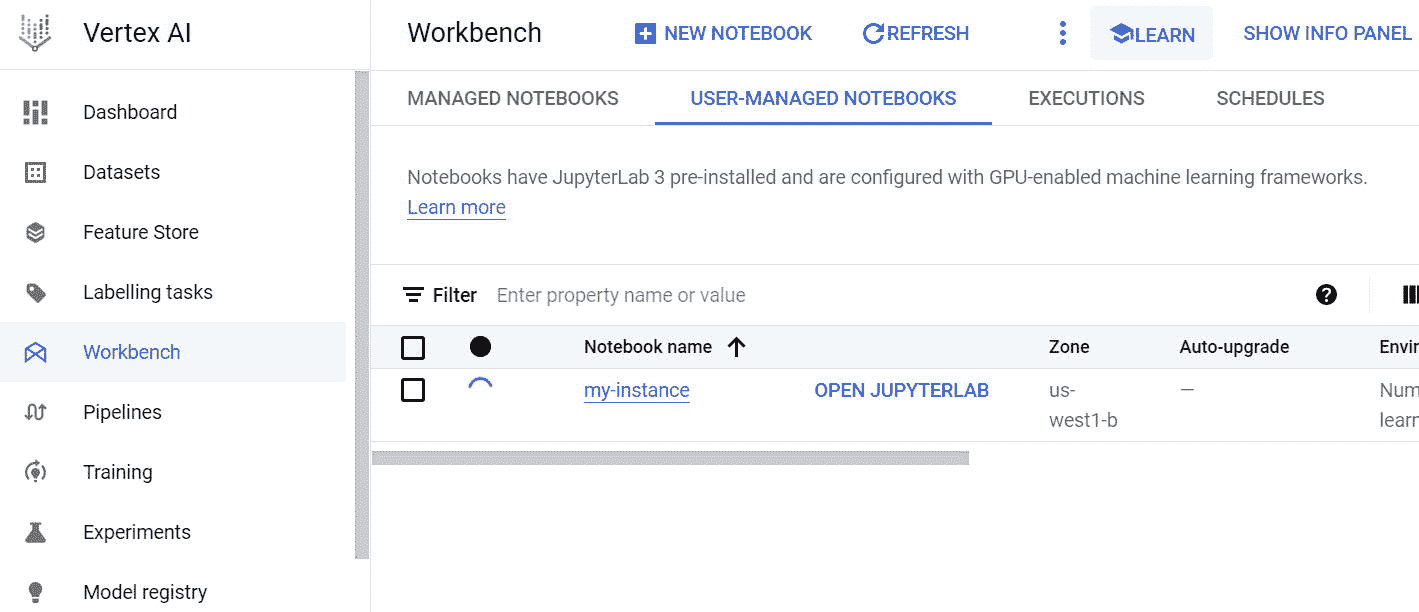 Vertex AI
Dashboard
Datasets
Feature Store
Labelling tasks
Workbench
Pipelines
Training
Experiments
Model registry
Workbench
NEW NOTEBOOK
REFRESH
LEARN
SHOW INFO PANEL
MANAGED NOTEBOOKS
USER-MANAGED NOTEBOOKS
EXECUTIONS
SCHEDULES
Notebooks have JupyterLab 3 pre-installed and are configured with GPU-enabled machine learning frameworks.
Learn more
Filter Enter property name or value
Notebook name
Zone
Auto-upgrade
Envir
my-instance
OPEN JUPYTERLAB
us-
west1-b
—
Num
learn